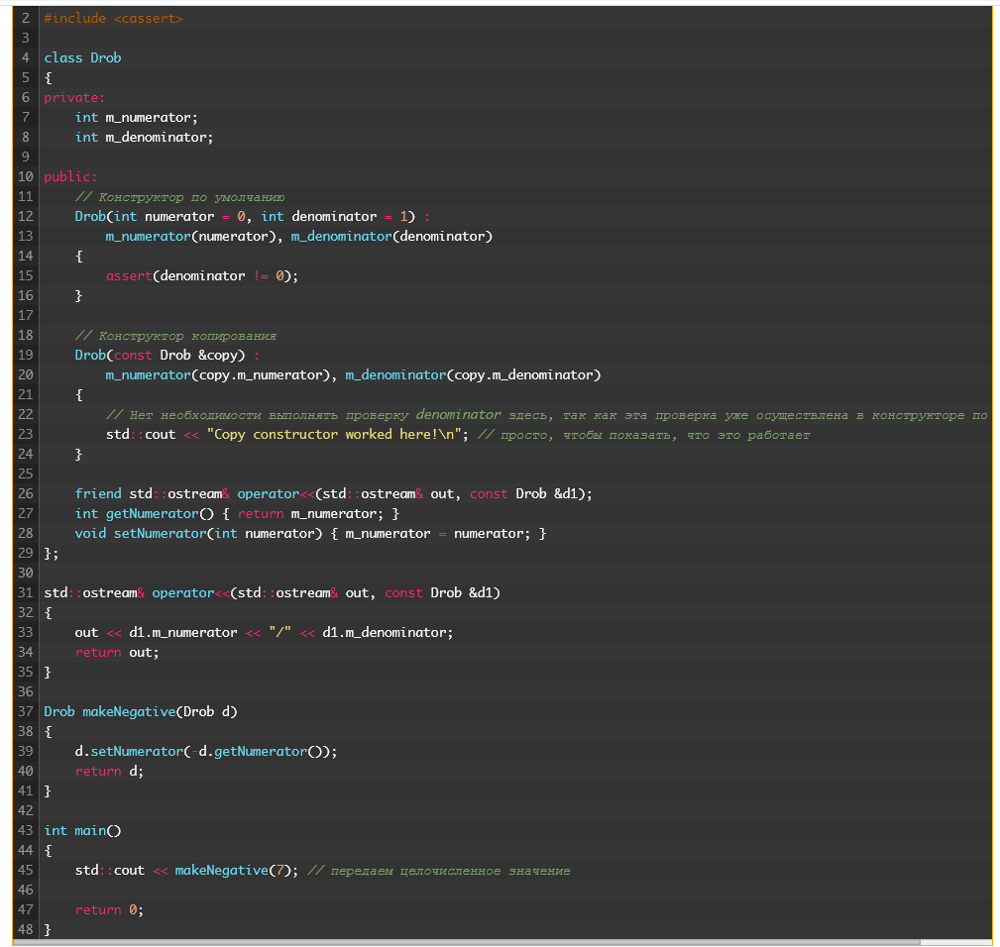 2 #include <cassert>
3
4 class Drob
5 {
6 private:
7     int m_numerator;
8     int m_denominator;
9
10 public:
11     // Конструктор по умолчанию
12     Drob(int numerator = 0, int denominator = 1) :
13         m_numerator(numerator), m_denominator(denominator)
14     {
15         assert(denominator != 0);
16     }
17
18     // Конструктор копирования
19     Drob(const Drob &copy) :
20         m_numerator(copy.m_numerator), m_denominator(copy.m_denominator)
21     {
22         // Нет необходимости выполнять проверку denominator здесь, так как эта проверка уже осуществлена в конструкторе по
23         std::cout << "Copy constructor worked here!\n"; // просто, чтобы показать, что это работает
24     }
25
26     friend std::ostream& operator<<(std::ostream& out, const Drob &d1);
27     int getNumerator() { return m_numerator; }
28     void setNumerator(int numerator) { m_numerator = numerator; }
29 };
30
31 std::ostream& operator<<(std::ostream& out, const Drob &d1)
32 {
33     out << d1.m_numerator << "/" << d1.m_denominator;
34     return out;
35 }
36
37 Drob makeNegative(Drob d)
38 {
39     d.setNumerator(-d.getNumerator());
40     return d;
41 }
42
43 int main()
44 {
45     std::cout << makeNegative(7); // передаем целочисленное значение
46
47     return 0;
48 }